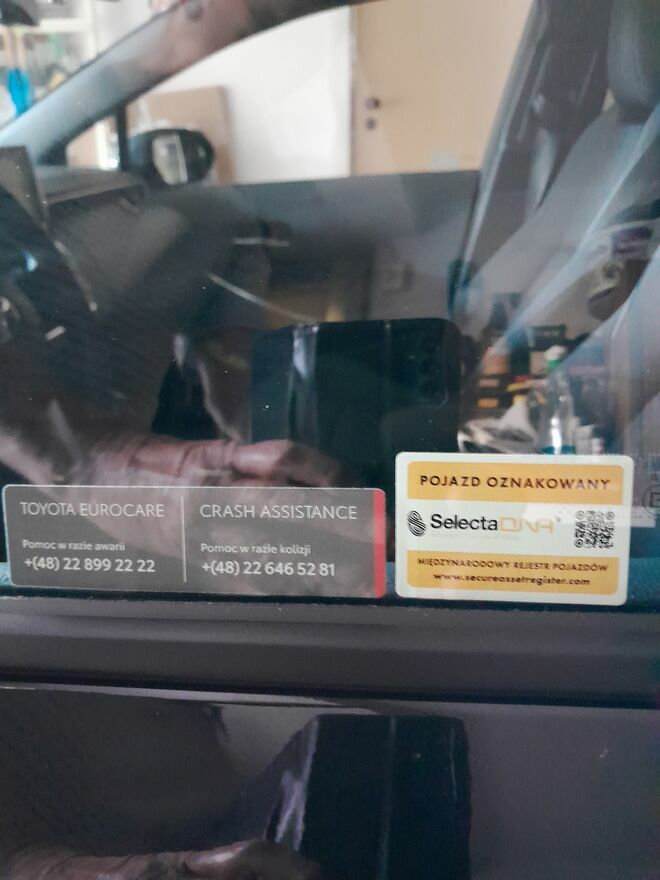 TOYOTA EUROCARE
Pomoc w razie awarii
+(48) 22 899 22 22
CRASH ASSISTANCE
Pomoc w razie kolizji
+(48) 22 646 52 81
POJAZD OZNAKOWANY
SelectaDNA
MIĘDZYNARODOWY REJESTR POJAZDÓW
www.secureassetregister.com